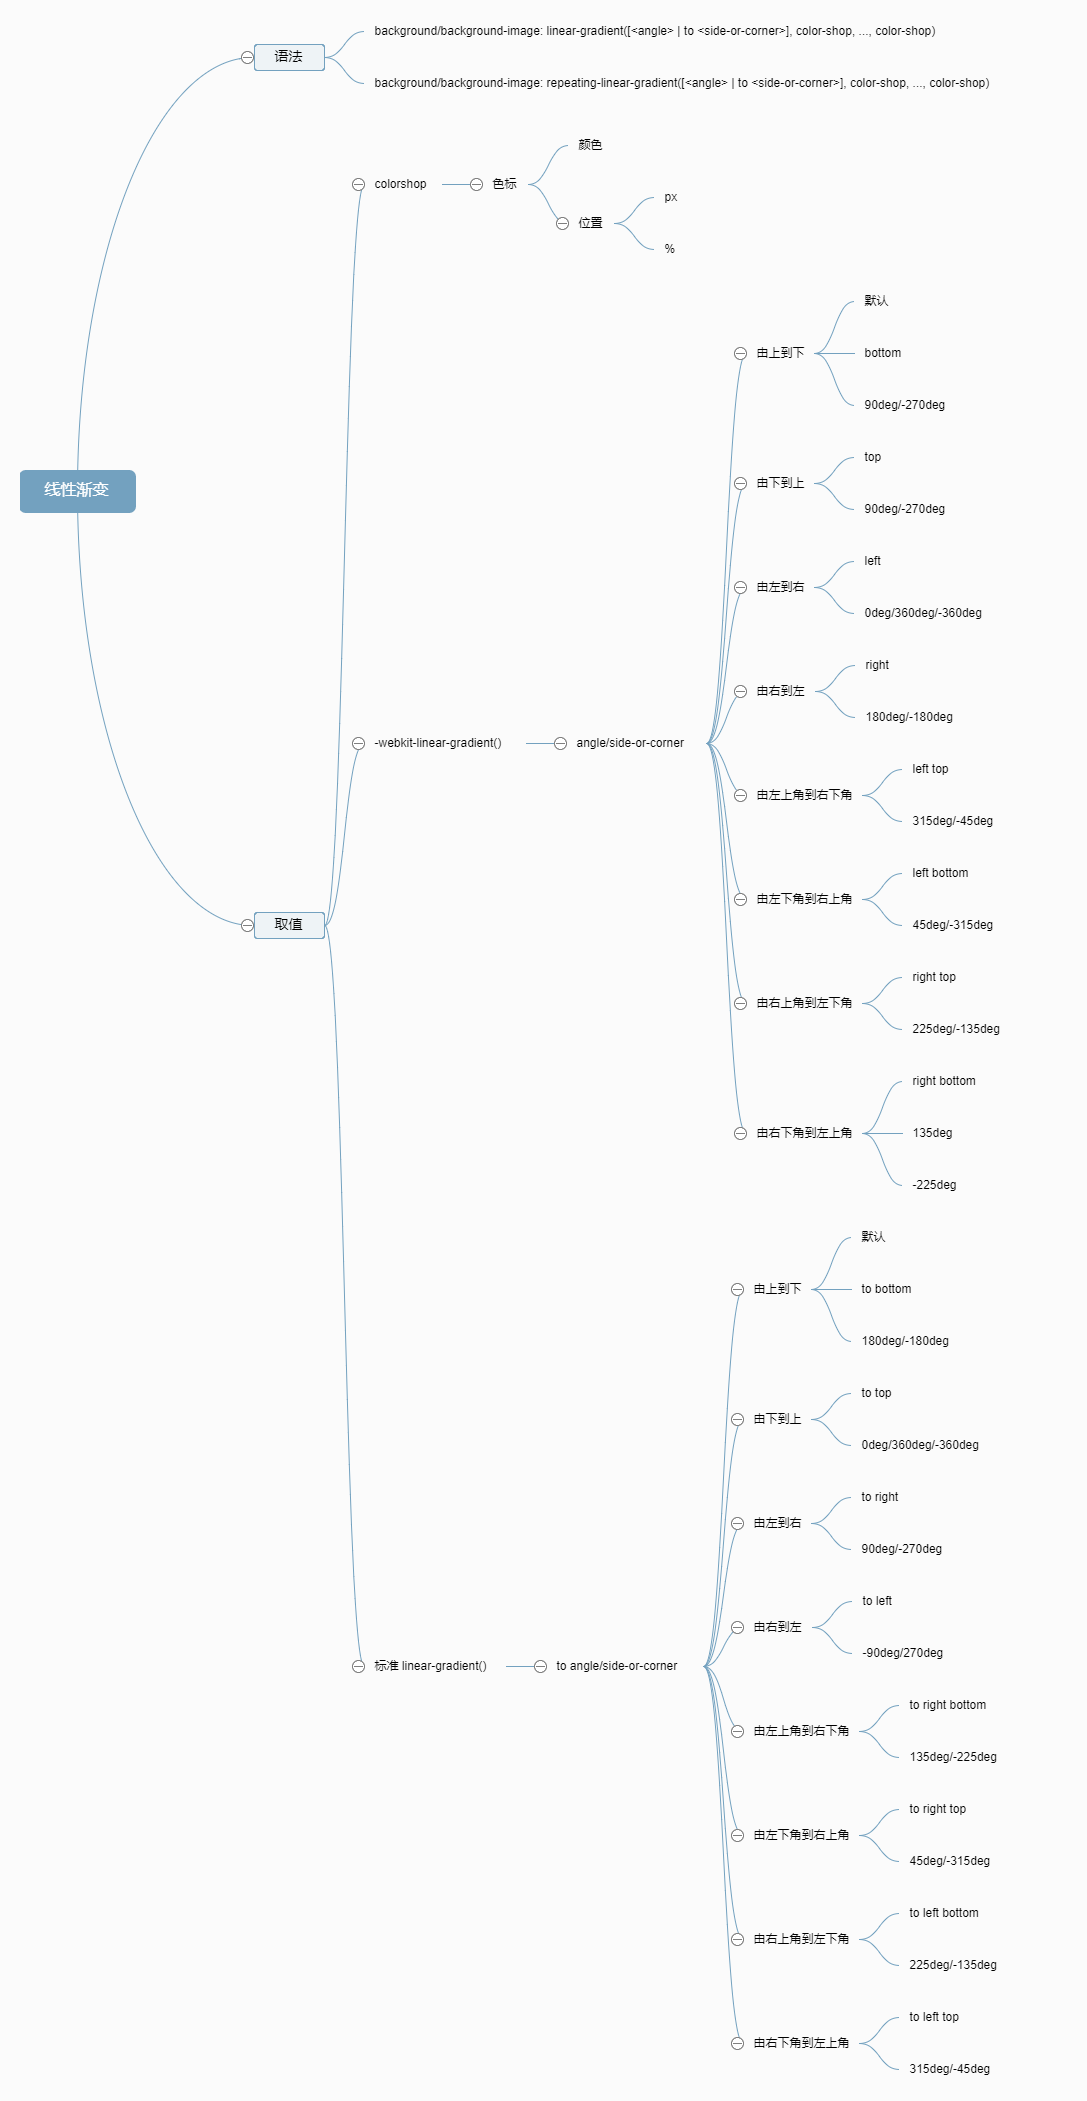 线性渐变
语法
background/background-image: linear-gradient([<angle> | to <side-or-corner>], color-shop, ..., color-shop)
background/background-image: repeating-linear-gradient([<angle> | to <side-or-corner>], color-shop, ..., color-shop)
取值
colorshop
色标
颜色
位置
px
%
-webkit-linear-gradient()
angle/side-or-corner
由上到下
默认
bottom
90deg/-270deg
由下到上
top
90deg/-270deg
由左到右
left
0deg/360deg/-360deg
由右到左
right
180deg/-180deg
由左上角到右下角
left top
315deg/-45deg
由左下角到右上角
left bottom
45deg/-315deg
由右上角到左下角
right top
225deg/-135deg
由右下角到左上角
right bottom
135deg
-225deg
标准 linear-gradient()
to angle/side-or-corner
由上到下
默认
to bottom
180deg/-180deg
由下到上
to top
0deg/360deg/-360deg
由左到右
to right
90deg/-270deg
由右到左
to left
-90deg/270deg
由左上角到右下角
to right bottom
135deg/-225deg
由左下角到右上角
to right top
45deg/-315deg
由右上角到左下角
to left bottom
225deg/-135deg
由右下角到左上角
to left top
315deg/-45deg